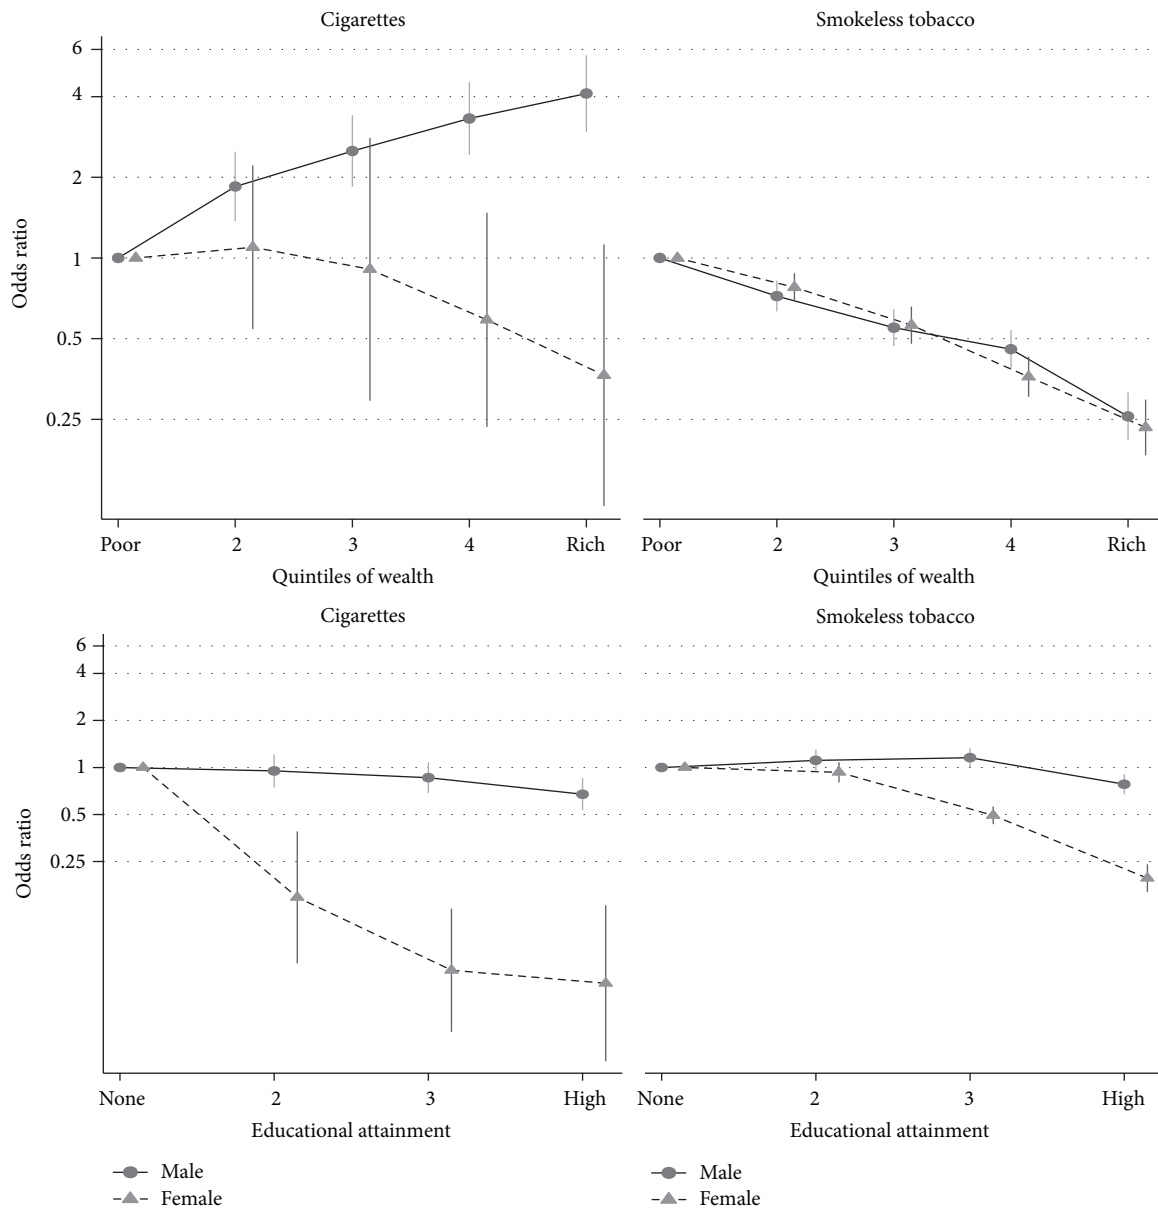 Cigarettes
Smokeless tobacco
6
4
2
1
0.5
0.25
Odds ratio
Poor 2 3 4 Rich
Poor 2 3 4 Rich
Quintiles of wealth
Quintiles of wealth
Cigarettes
Smokeless tobacco
6
4
2
1
0.5
0.25
Odds ratio
None 2 3 High
None 2 3 High
Educational attainment
Educational attainment
Male
Female
Male
Female